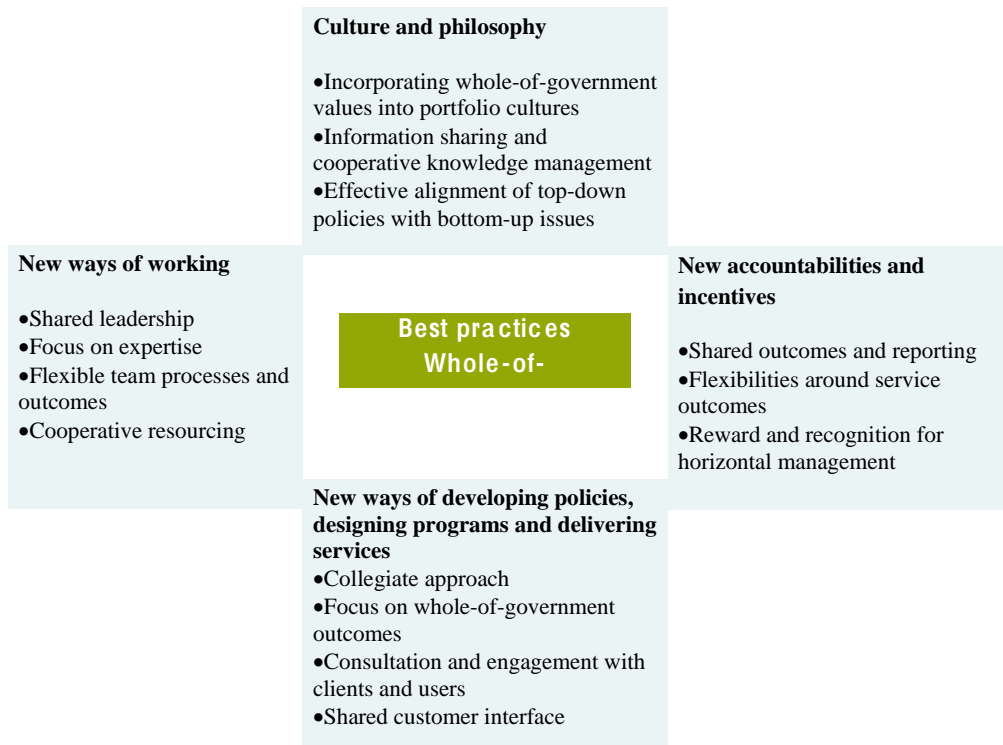 Culture and philosophy
•Incorporating whole-of-government
values into portfolio cultures
•Information sharing and
cooperative knowledge management
•Effective alignment of top-down
policies with bottom-up issues
New ways of working
•Shared leadership
•Focus on expertise
•Flexible team processes and
outcomes
•Cooperative resourcing
Best practices
Whole-of-
New accountabilities and
incentives
•Shared outcomes and reporting
•Flexibilities around service
outcomes
•Reward and recognition for
horizontal management
New ways of developing policies,
designing programs and delivering
services
•Collegiate approach
•Focus on whole-of-government
outcomes
•Consultation and engagement with
clients and users
•Shared customer interface